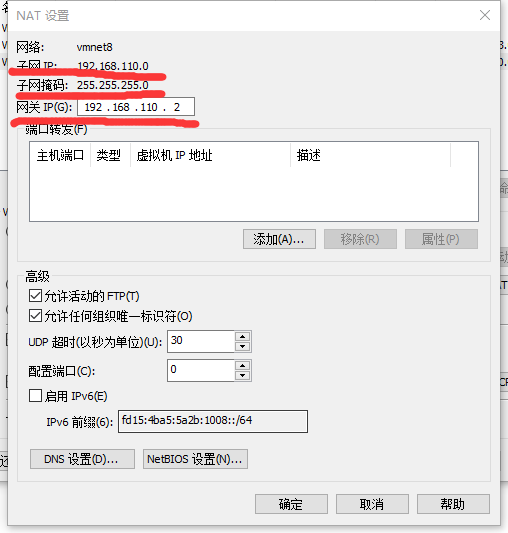 NAT 设置
网络: vmnet8
子网 IP: 192.168.110.0
子网掩码: 255.255.255.0
网关 IP(G): 192 . 168 . 110 . 2
端口转发(F)
主机端口 类型 虚拟机 IP 地址 描述
添加(A)... 移除(R) 属性(P)
高级
允许活动的 FTP(T)
允许任何组织唯一标识符(O)
UDP 超时(以秒为单位)(U): 30
配置端口(C): 0
启用 IPv6(E)
IPv6 前缀(6): fd15:4ba5:5a2b:1008::/64
DNS 设置(D)... NetBIOS 设置(N)...
确定 取消 帮助